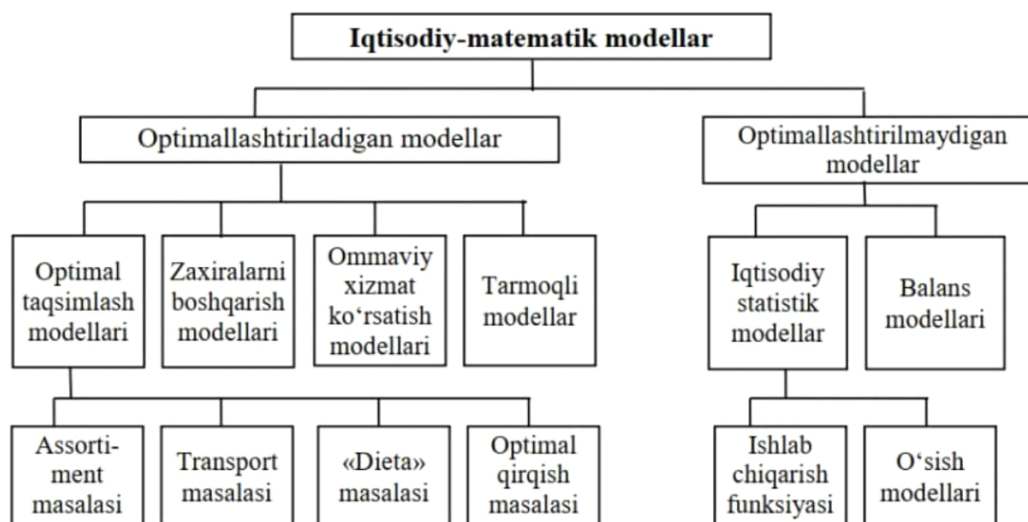 Iqtisodiy-matematik modellar
Optimallashtiriladigan modellar
Optimallashtirilmaydigan
modellar
Optimal
taqsimlash
modellari
Zaxiralarni
boshqarish
modellari
Ommaviy
xizmat
ko‘rsatish
modellari
Tarmoqli
modellar
Iqtisodiy
statistik
modellar
Balans
modellari
Assorti-
ment
masalasi
Transport
masalasi
«Dieta»
masalasi
Optimal
qirqish
masalasi
Ishlab
chiqarish
funksiyasi
O‘sish
modellari